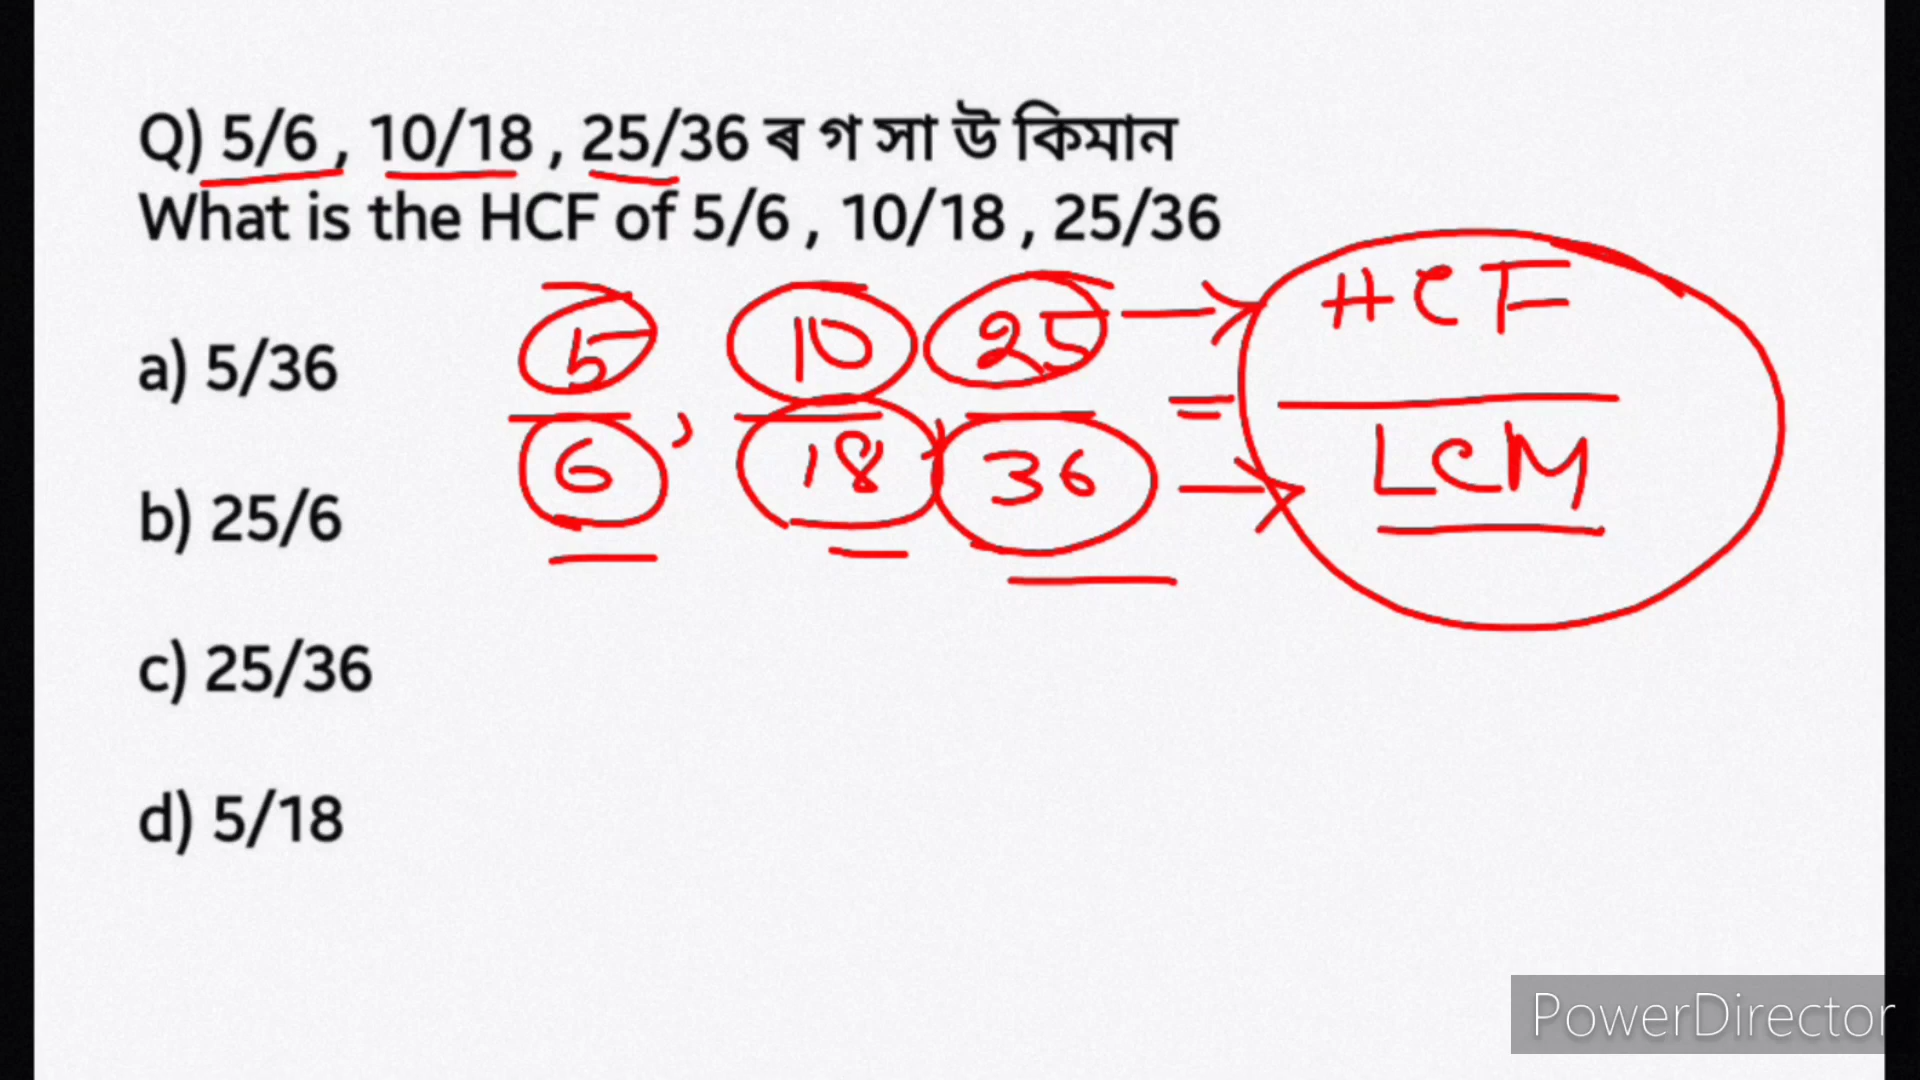 Q) 5/6 , 10/18 , 25/36 ৰ গ সা উ কিমান
What is the HCF of 5/6 , 10/18 , 25/36
5 10 25 → HCF
6 , 18 , 36 → = LCM
a) 5/36
b) 25/6
c) 25/36
d) 5/18
PowerDirector